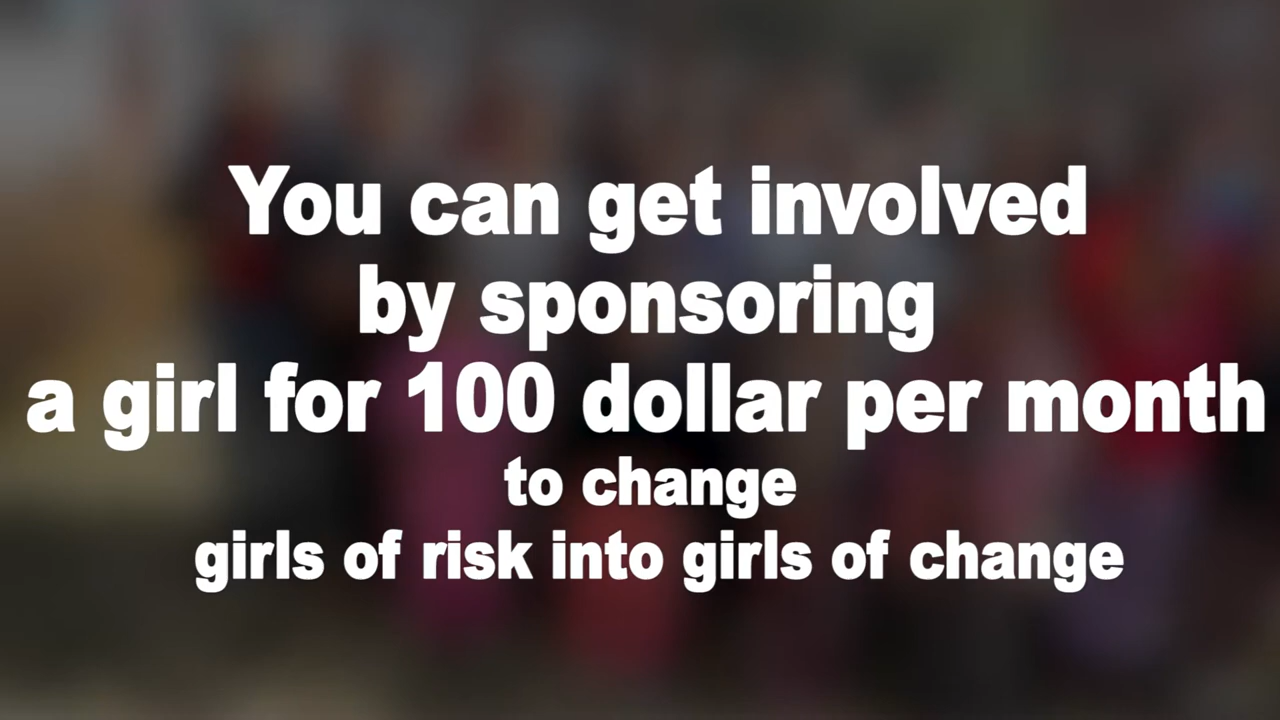 You can get involved
by sponsoring
a girl for 100 dollar per month
to change
girls of risk into girls of change